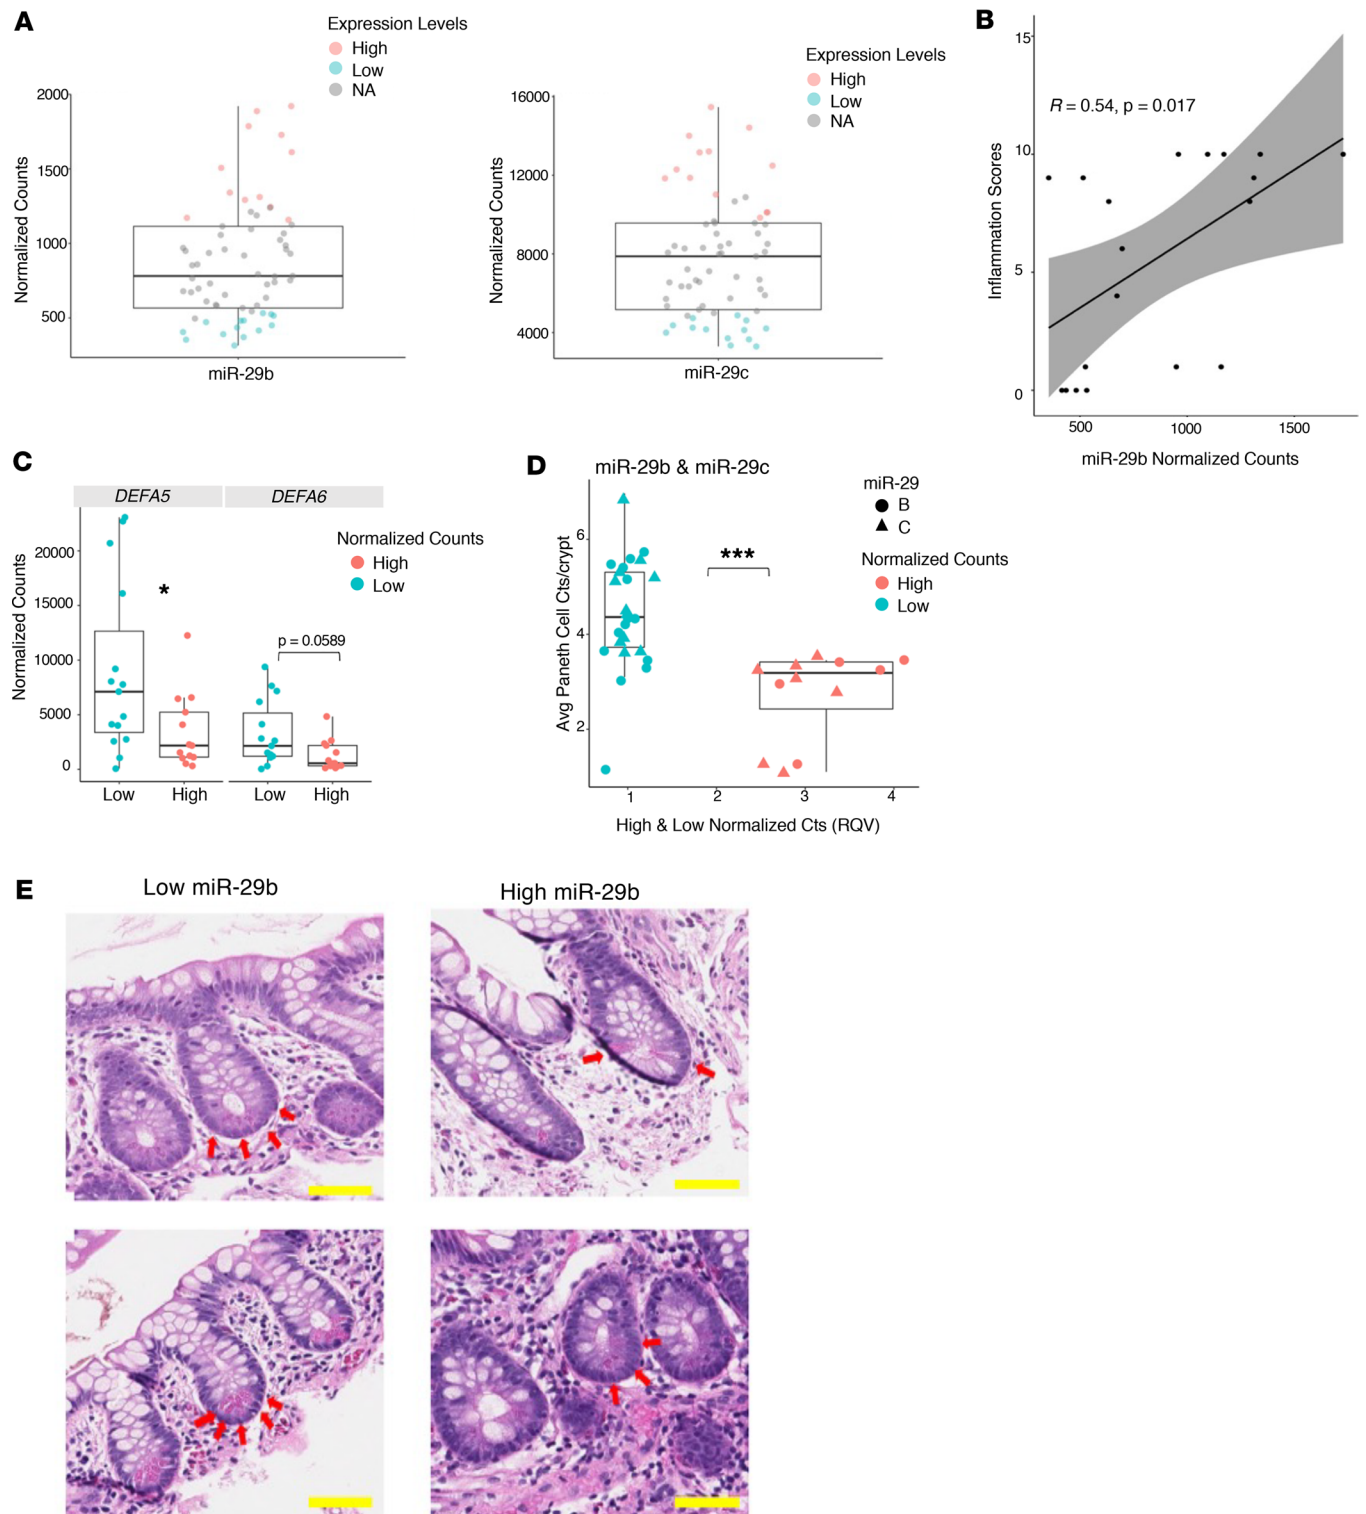 A
Expression Levels
High
Low
NA
Normalized Counts
2000
1500
1000
500
miR-29b
Expression Levels
High
Low
NA
Normalized Counts
16000
12000
8000
4000
miR-29c
B
R = 0.54, p = 0.017
Inflammation Scores
15
10
5
0
500 1000 1500
miR-29b Normalized Counts
C
DEFA5 DEFA6
Normalized Counts
High
Low
Normalized Counts
20000
15000
10000
5000
0
*
p = 0.0589
Low High Low High
D
miR-29b & miR-29c
miR-29
B
C
Normalized Counts
High
Low
***
Avg Paneth Cell Cts/crypt
6
4
2
1 2 3 4
High & Low Normalized Cts (RQV)
E
Low miR-29b High miR-29b